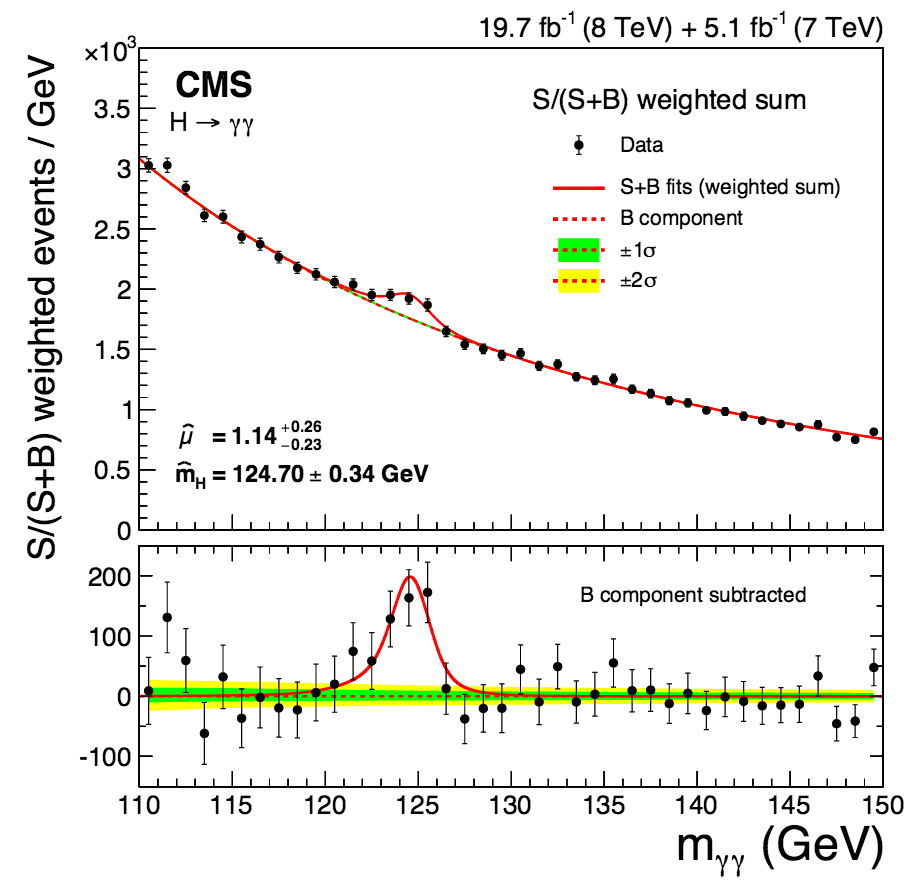 19.7 fb⁻¹ (8 TeV) + 5.1 fb⁻¹ (7 TeV)
×10³
S/(S+B) weighted events / GeV
CMS
H → γγ
S/(S+B) weighted sum
Data
S+B fits (weighted sum)
B component
±1σ
±2σ
3.5
3
2.5
2
1.5
1
0.5
0
μ̂ = 1.14 +0.26 −0.23
m̂_H = 124.70 ± 0.34 GeV
B component subtracted
200
100
0
-100
110 115 120 125 130 135 140 145 150
m_γγ (GeV)